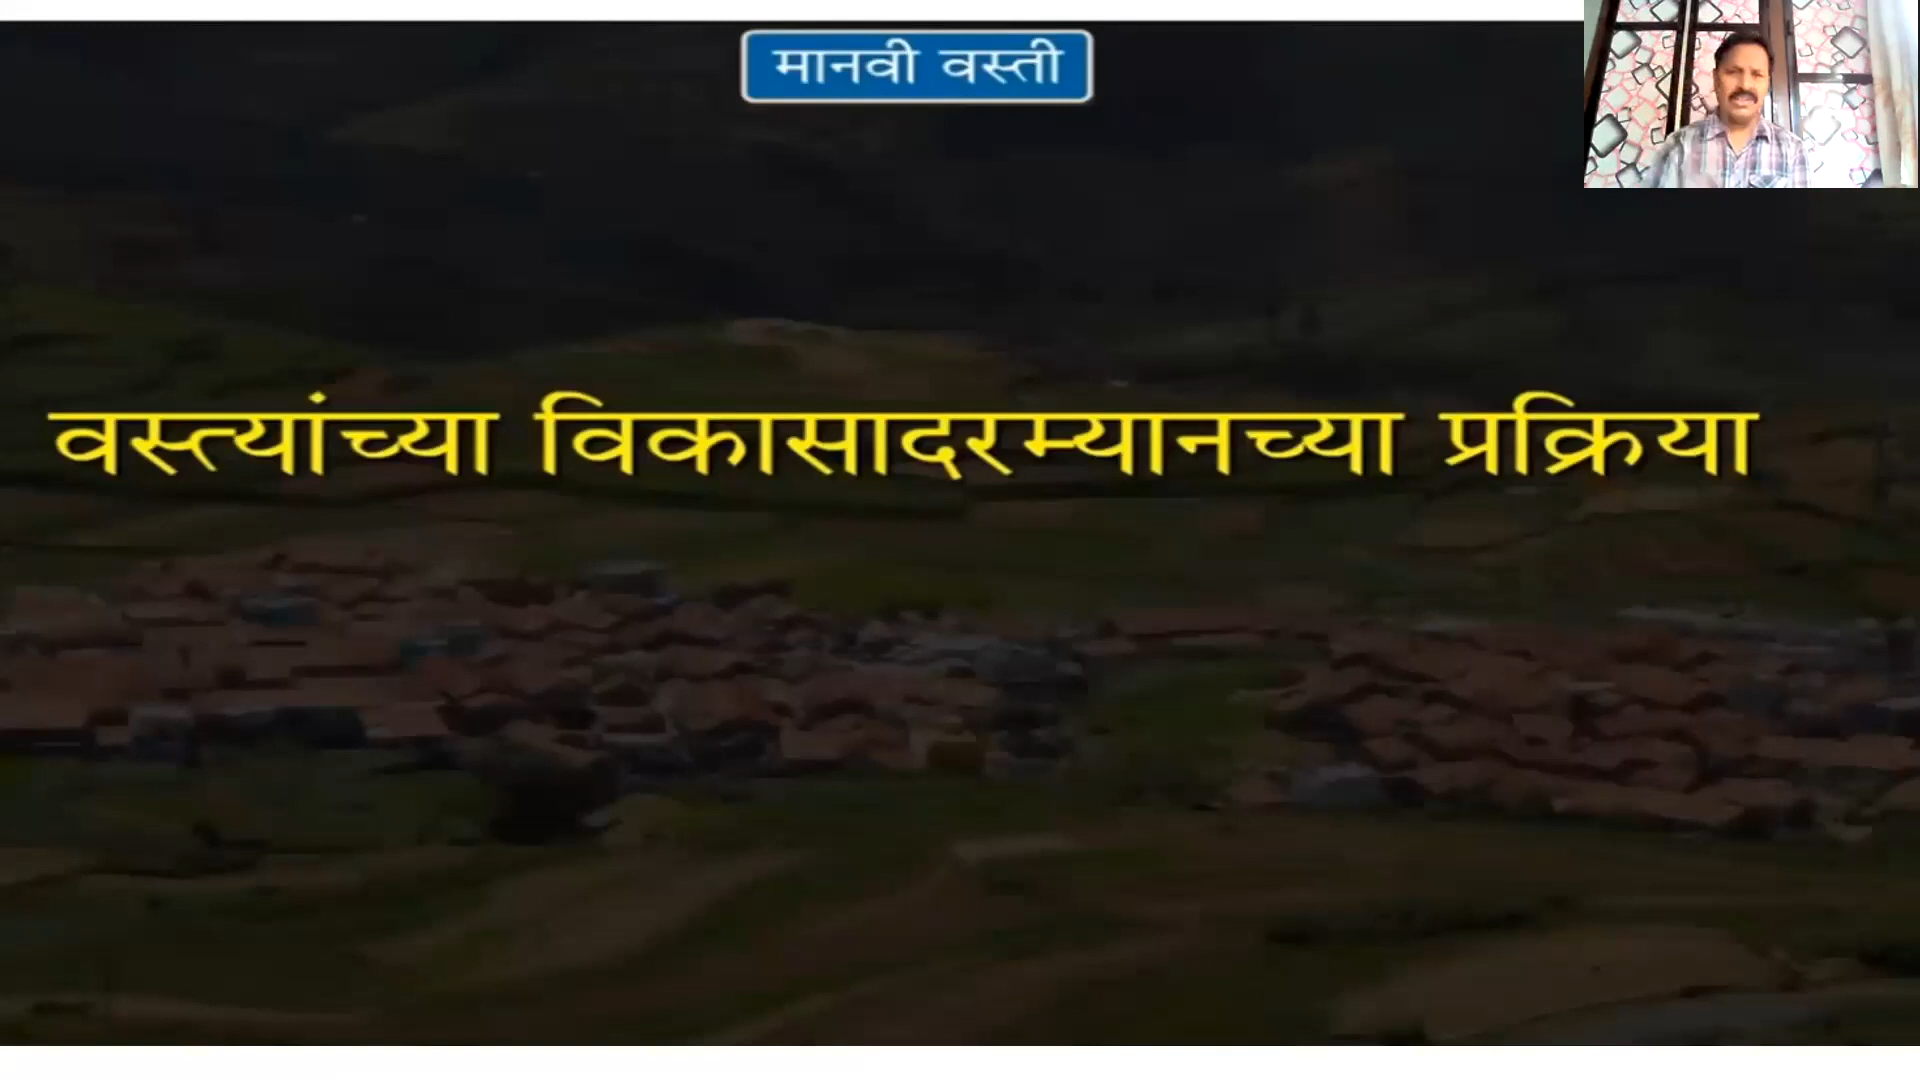 मानवी वस्ती
वस्त्यांच्या विकासादरम्यानच्या प्रक्रिया